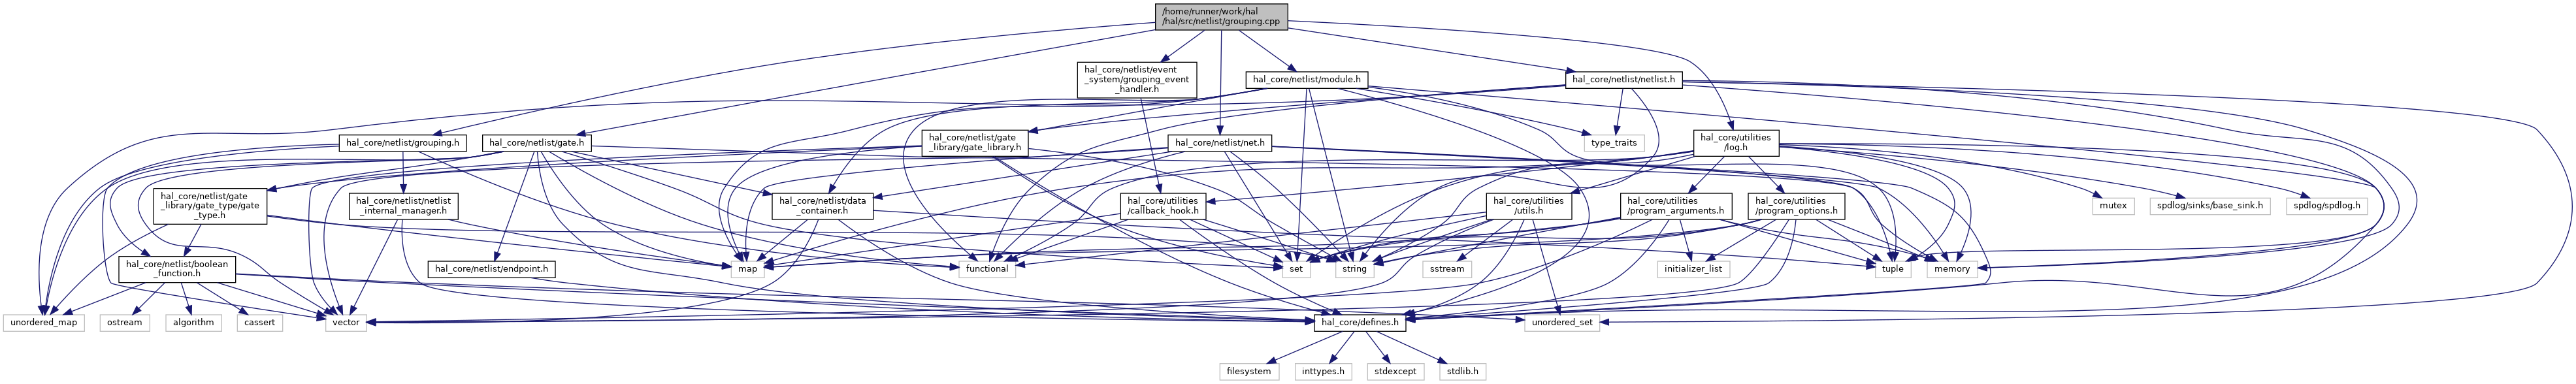 /home/runner/work/hal
/hal/src/netlist/grouping.cpp
hal_core/netlist/event
_system/grouping_event
_handler.h
hal_core/netlist/module.h
hal_core/netlist/netlist.h
hal_core/netlist/grouping.h
hal_core/netlist/gate.h
hal_core/netlist/gate
_library/gate_library.h
hal_core/netlist/net.h
type_traits
hal_core/utilities
/log.h
hal_core/netlist/gate
_library/gate_type/gate
_type.h
hal_core/netlist/netlist
_internal_manager.h
hal_core/netlist/data
_container.h
hal_core/utilities
/callback_hook.h
hal_core/utilities
/utils.h
hal_core/utilities
/program_arguments.h
hal_core/utilities
/program_options.h
mutex
spdlog/sinks/base_sink.h
spdlog/spdlog.h
hal_core/netlist/boolean
_function.h
hal_core/netlist/endpoint.h
map
functional
set
string
sstream
initializer_list
tuple
memory
unordered_map
ostream
algorithm
cassert
vector
hal_core/defines.h
unordered_set
filesystem
inttypes.h
stdexcept
stdlib.h